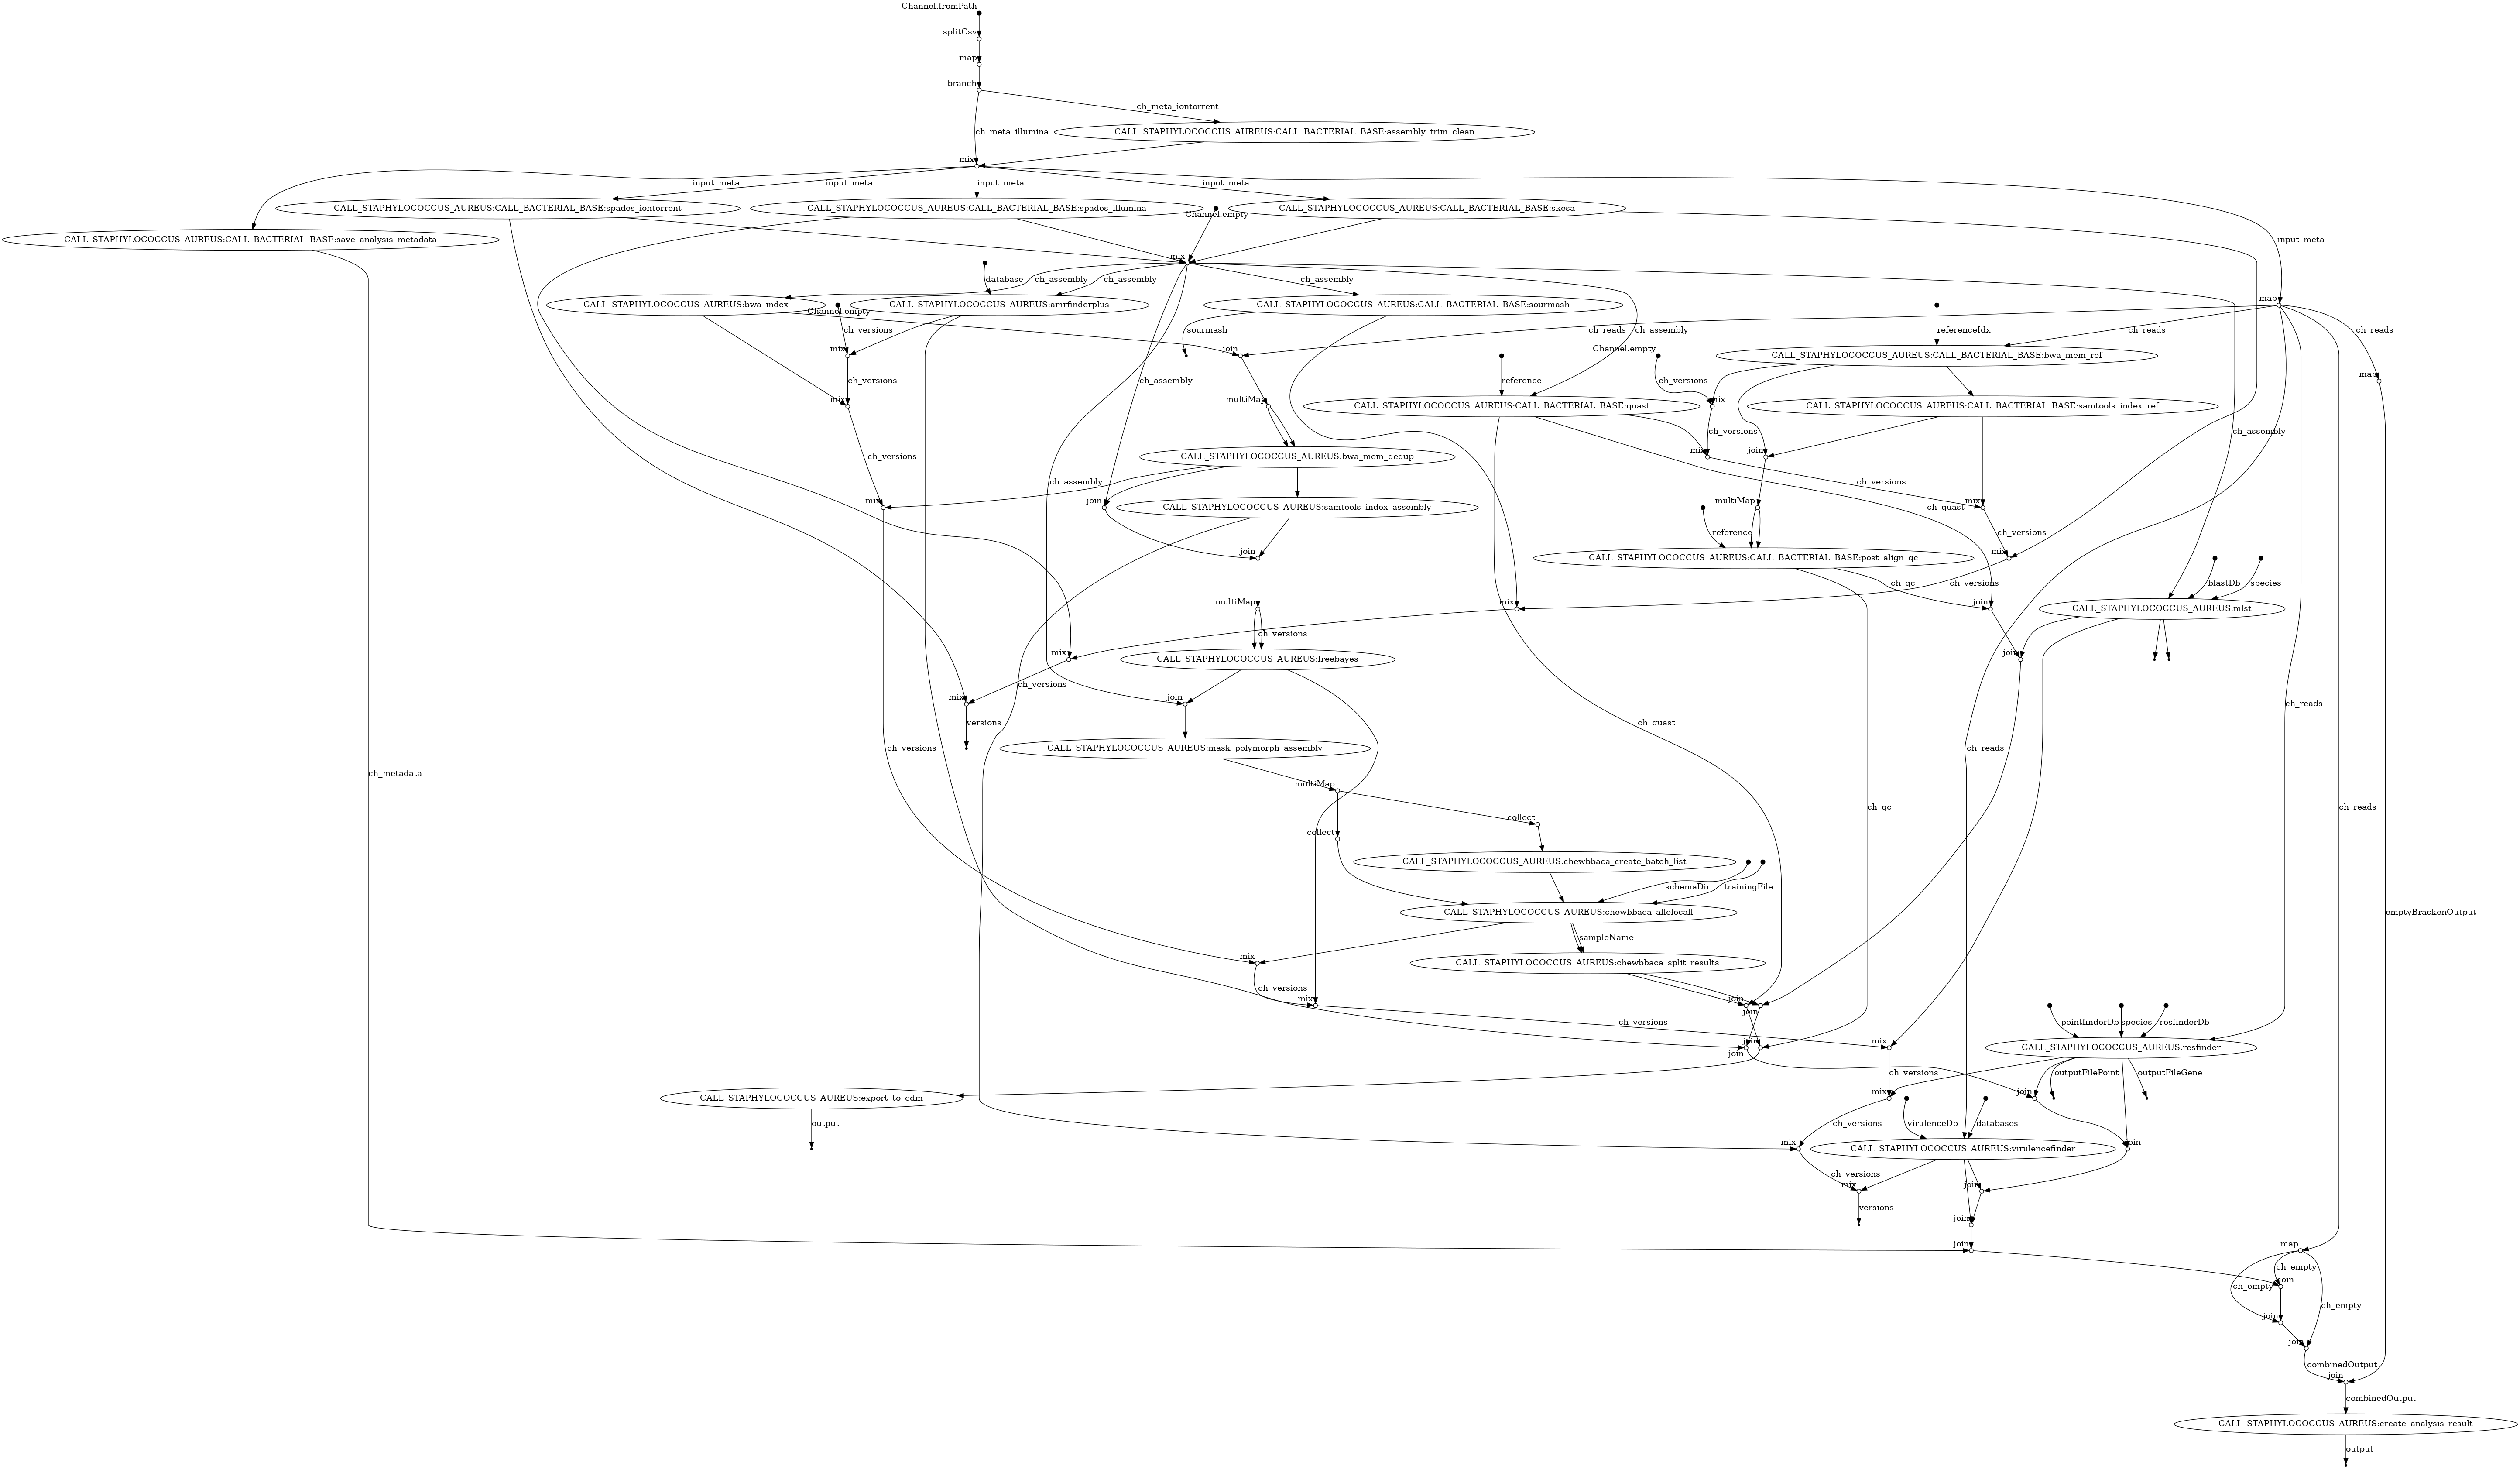 Channel.fromPath
splitCsv
map
branch
ch_meta_iontorrent
ch_meta_illumina
CALL_STAPHYLOCOCCUS_AUREUS:CALL_BACTERIAL_BASE:assembly_trim_clean
mix
input_meta
input_meta
input_meta
input_meta
CALL_STAPHYLOCOCCUS_AUREUS:CALL_BACTERIAL_BASE:spades_iontorrent
CALL_STAPHYLOCOCCUS_AUREUS:CALL_BACTERIAL_BASE:spades_illumina
Channel.empty
CALL_STAPHYLOCOCCUS_AUREUS:CALL_BACTERIAL_BASE:skesa
CALL_STAPHYLOCOCCUS_AUREUS:CALL_BACTERIAL_BASE:save_analysis_metadata
input_meta
mix
database
ch_assembly
ch_assembly
ch_assembly
CALL_STAPHYLOCOCCUS_AUREUS:bwa_index
Channel.empty
CALL_STAPHYLOCOCCUS_AUREUS:amrfinderplus
CALL_STAPHYLOCOCCUS_AUREUS:CALL_BACTERIAL_BASE:sourmash
map
ch_versions
sourmash
ch_assembly
ch_reads
referenceIdx
ch_reads
ch_reads
mix
join
Channel.empty
CALL_STAPHYLOCOCCUS_AUREUS:CALL_BACTERIAL_BASE:bwa_mem_ref
map
ch_versions
ch_assembly
reference
ch_versions
mix
multiMap
CALL_STAPHYLOCOCCUS_AUREUS:CALL_BACTERIAL_BASE:quast
mix
CALL_STAPHYLOCOCCUS_AUREUS:CALL_BACTERIAL_BASE:samtools_index_ref
ch_versions
ch_assembly
ch_versions
CALL_STAPHYLOCOCCUS_AUREUS:bwa_mem_dedup
mix
join
ch_assembly
ch_versions
mix
join
CALL_STAPHYLOCOCCUS_AUREUS:samtools_index_assembly
multiMap
ch_quast
mix
reference
ch_versions
join
CALL_STAPHYLOCOCCUS_AUREUS:CALL_BACTERIAL_BASE:post_align_qc
mix
ch_qc
ch_versions
blastDb
species
multiMap
mix
join
CALL_STAPHYLOCOCCUS_AUREUS:mlst
ch_versions
mix
CALL_STAPHYLOCOCCUS_AUREUS:freebayes
join
ch_versions
mix
join
ch_reads
versions
ch_quast
CALL_STAPHYLOCOCCUS_AUREUS:mask_polymorph_assembly
ch_versions
ch_reads
ch_metadata
multiMap
ch_qc
ch_reads
collect
collect
CALL_STAPHYLOCOCCUS_AUREUS:chewbbaca_create_batch_list
schemaDir
trainingFile
CALL_STAPHYLOCOCCUS_AUREUS:chewbbaca_allelecall
emptyBrackenOutput
sampleName
mix
CALL_STAPHYLOCOCCUS_AUREUS:chewbbaca_split_results
ch_versions
mix
join
join
ch_versions
pointfinderDb
species
resfinderDb
join
join
mix
CALL_STAPHYLOCOCCUS_AUREUS:resfinder
ch_versions
outputFilePoint
outputFileGene
CALL_STAPHYLOCOCCUS_AUREUS:export_to_cdm
mix
join
output
ch_versions
virulenceDb
databases
mix
CALL_STAPHYLOCOCCUS_AUREUS:virulencefinder
join
ch_versions
mix
join
versions
join
join
map
ch_empty
ch_empty
join
ch_empty
join
join
combinedOutput
join
combinedOutput
CALL_STAPHYLOCOCCUS_AUREUS:create_analysis_result
output